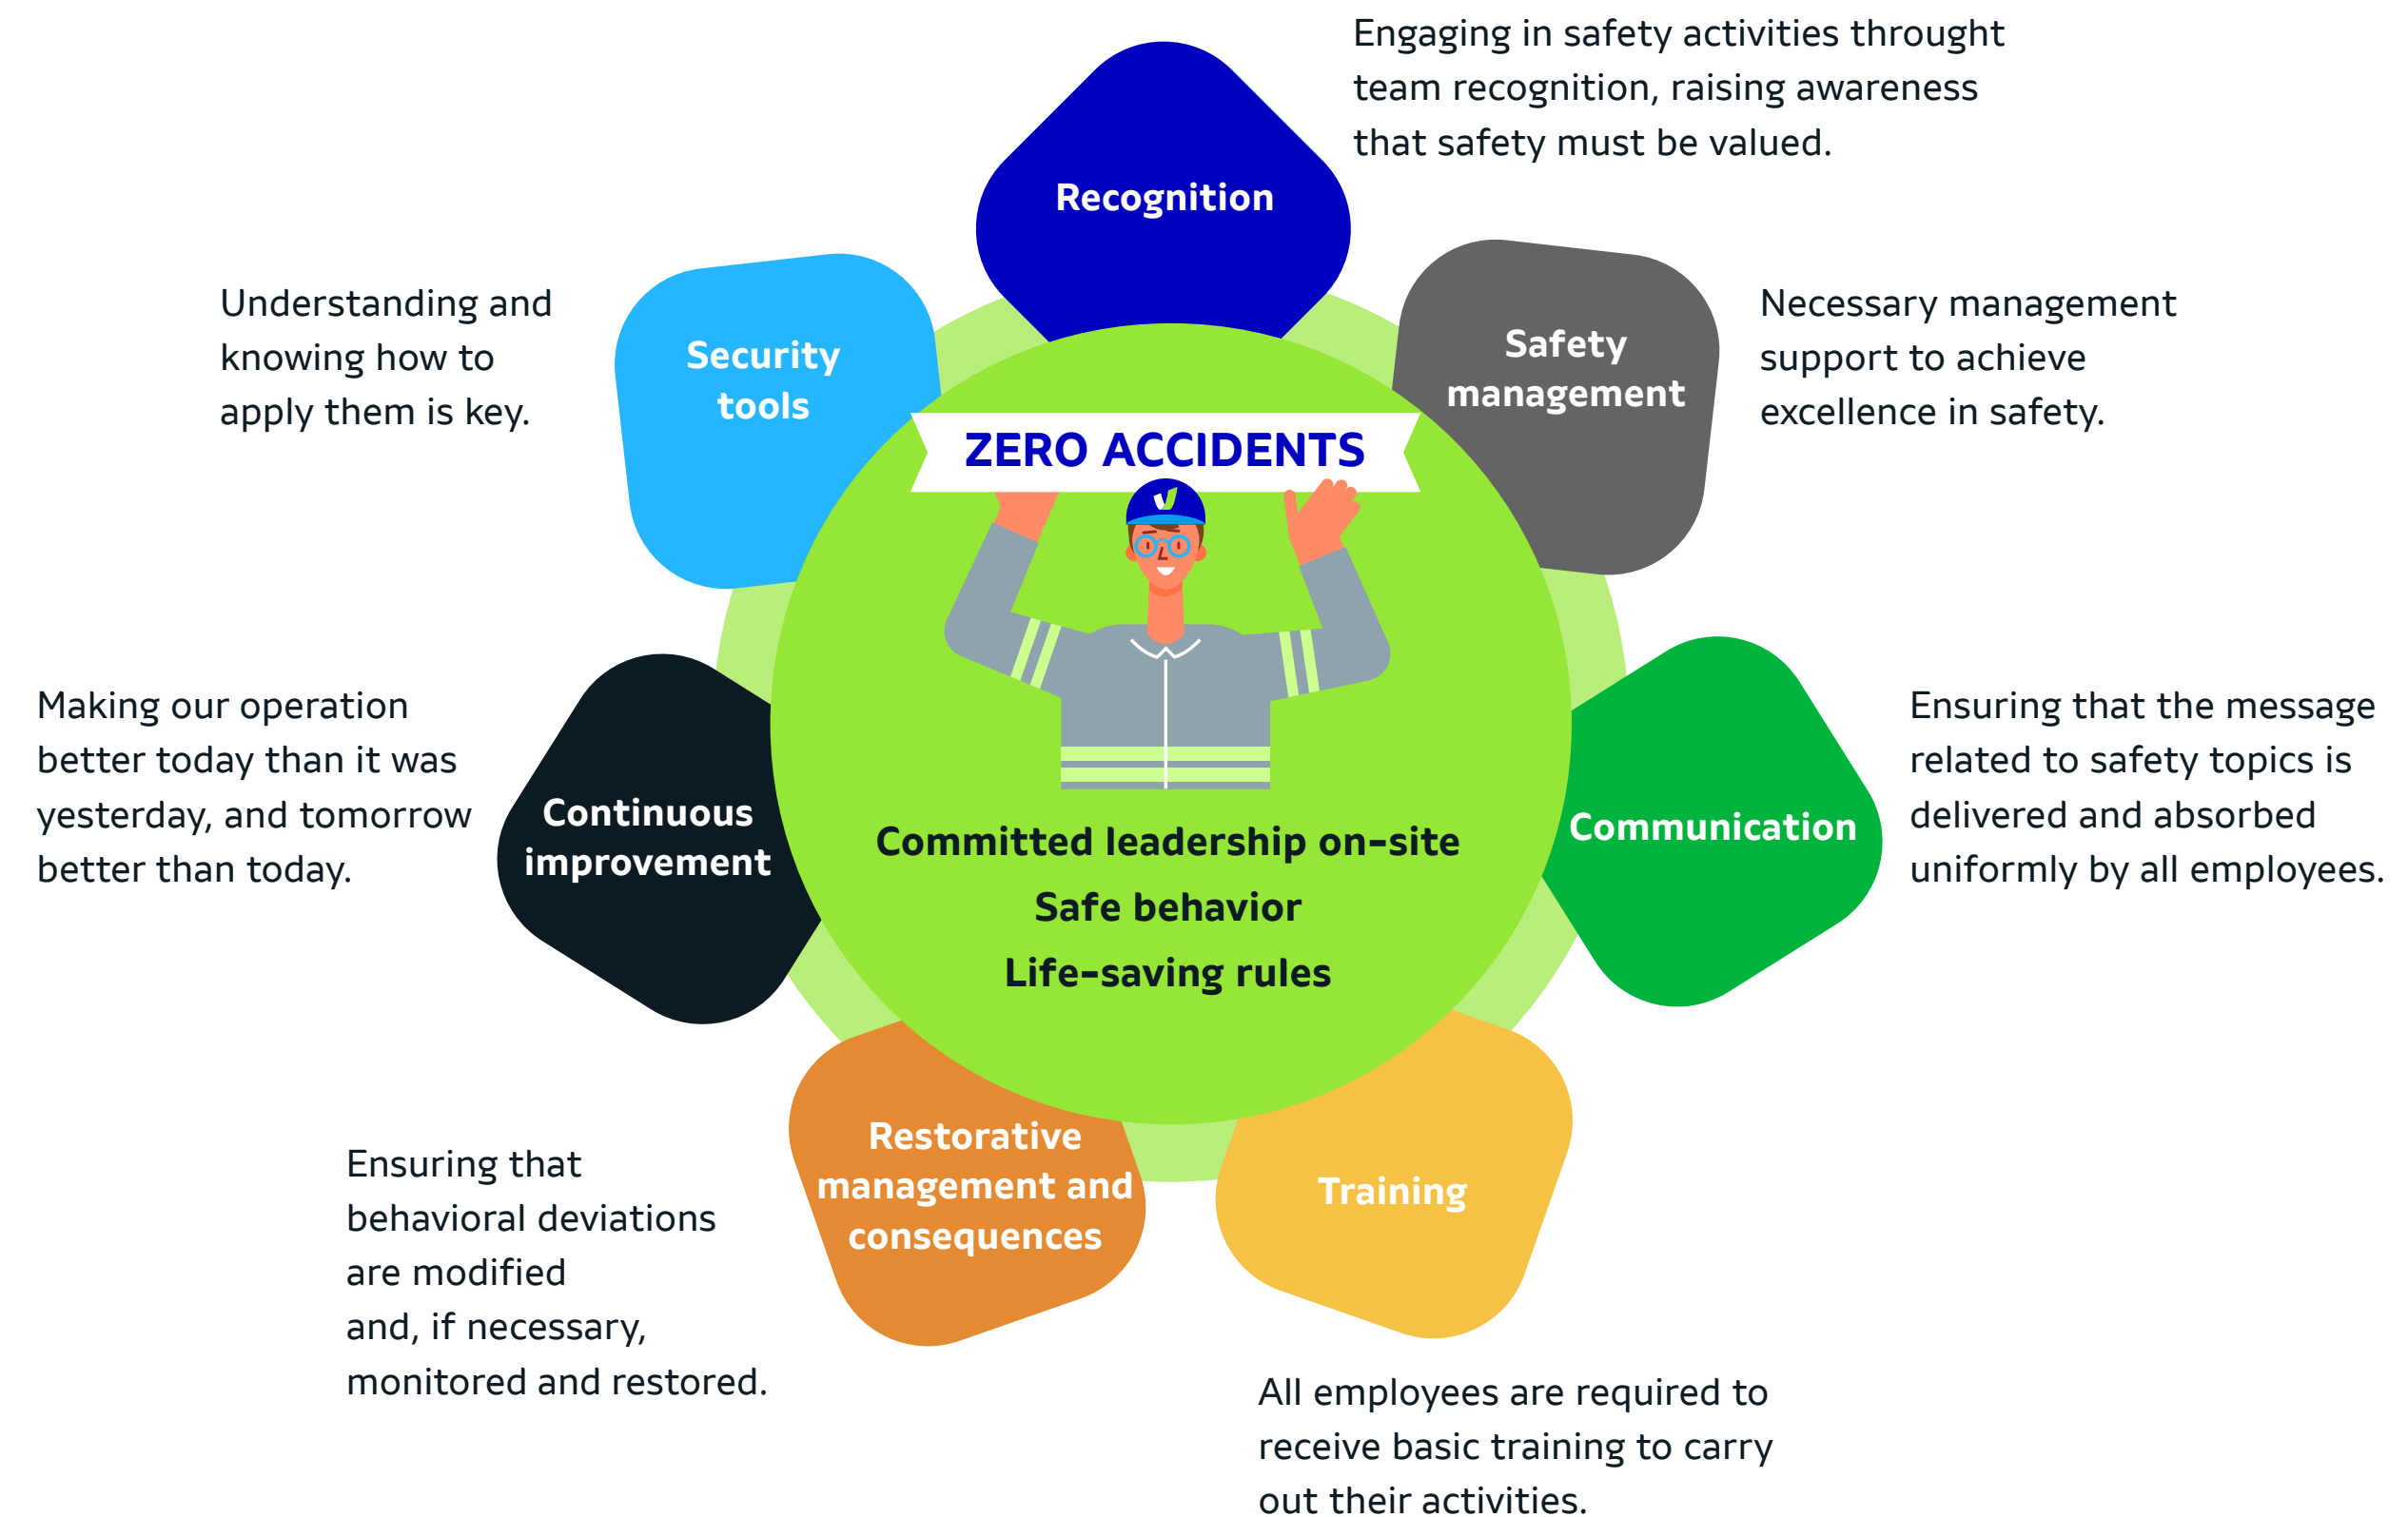 Engaging in safety activities throught
team recognition, raising awareness
that safety must be valued.
Recognition
Understanding and
knowing how to
apply them is key.
Security
tools
Safety
management
Necessary management
support to achieve
excellence in safety.
ZERO ACCIDENTS
Making our operation
better today than it was
yesterday, and tomorrow
better than today.
Continuous
improvement
Committed leadership on-site
Safe behavior
Life-saving rules
Communication
Ensuring that the message
related to safety topics is
delivered and absorbed
uniformly by all employees.
Ensuring that
behavioral deviations
are modified
and, if necessary,
monitored and restored.
Restorative
management and
consequences
Training
All employees are required to
receive basic training to carry
out their activities.